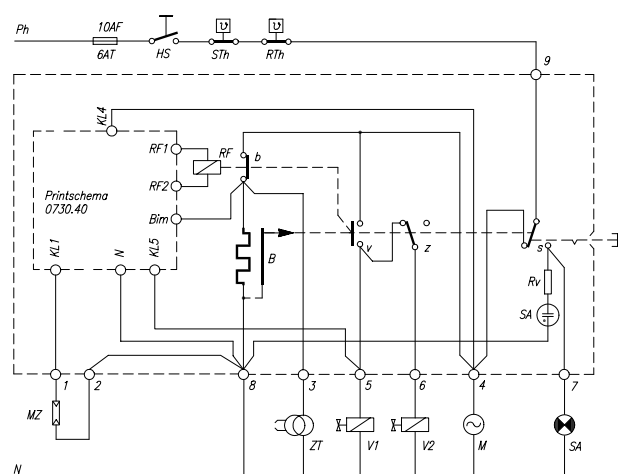 Ph
10AF
6AT
HS
STh
RTh
9
KL4
RF1
RF
b
RF2
Printschema
0730.40
Bim
KL1
N
KL5
B
v
z
s
Rv
SA
1
2
8
3
5
6
4
7
MZ
ZT
V1
V2
M
SA
N